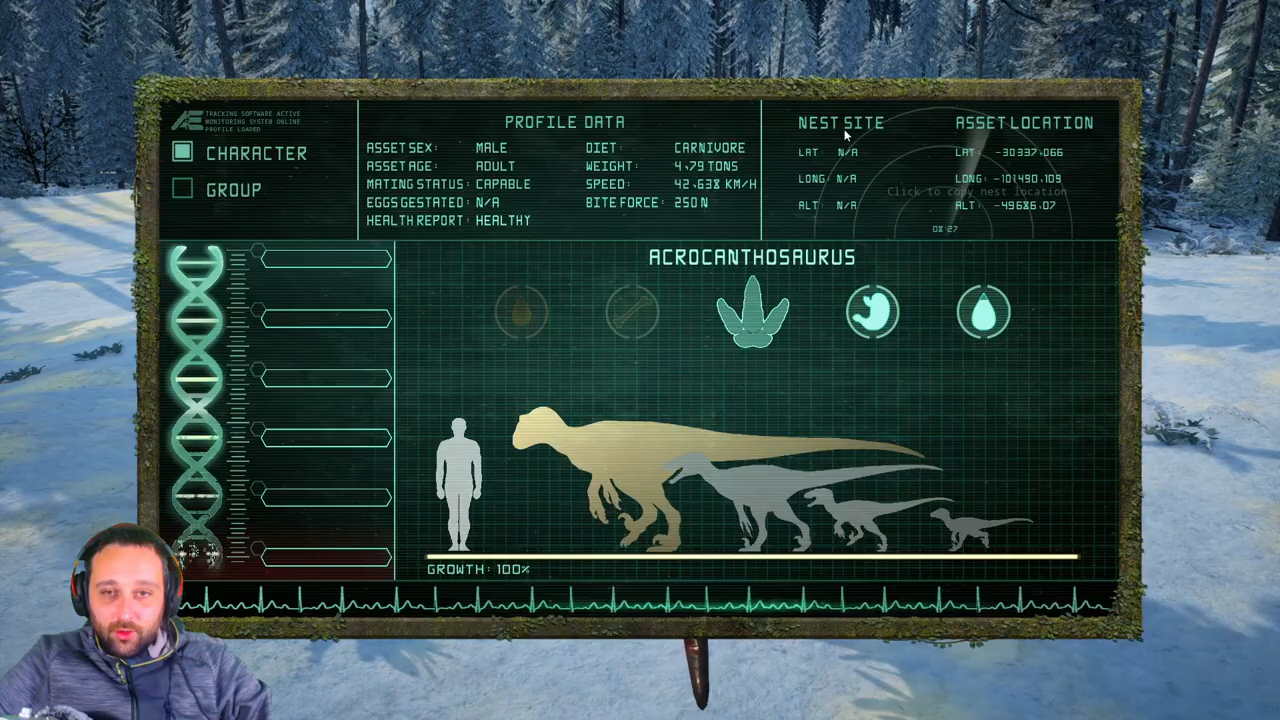 AE
TRACKING SOFTWARE ACTIVE
MONITORING SYSTEM ONLINE
PROFILE LOADED
CHARACTER
GROUP
PROFILE DATA
ASSET SEX: MALE
ASSET AGE: ADULT
MATING STATUS: CAPABLE
EGGS GESTATED: N/A
HEALTH REPORT: HEALTHY
DIET: CARNIVORE
WEIGHT: 4.79 TONS
SPEED: 42.638 KM/H
BITE FORCE: 250 N
NEST SITE
LAT: N/A
LONG: N/A
ALT: N/A
ASSET LOCATION
LAT: -30337.066
LONG: -101490.109
ALT: -49686.07
Click to copy nest location
08:27
ACROCANTHOSAURUS
GROWTH: 100%